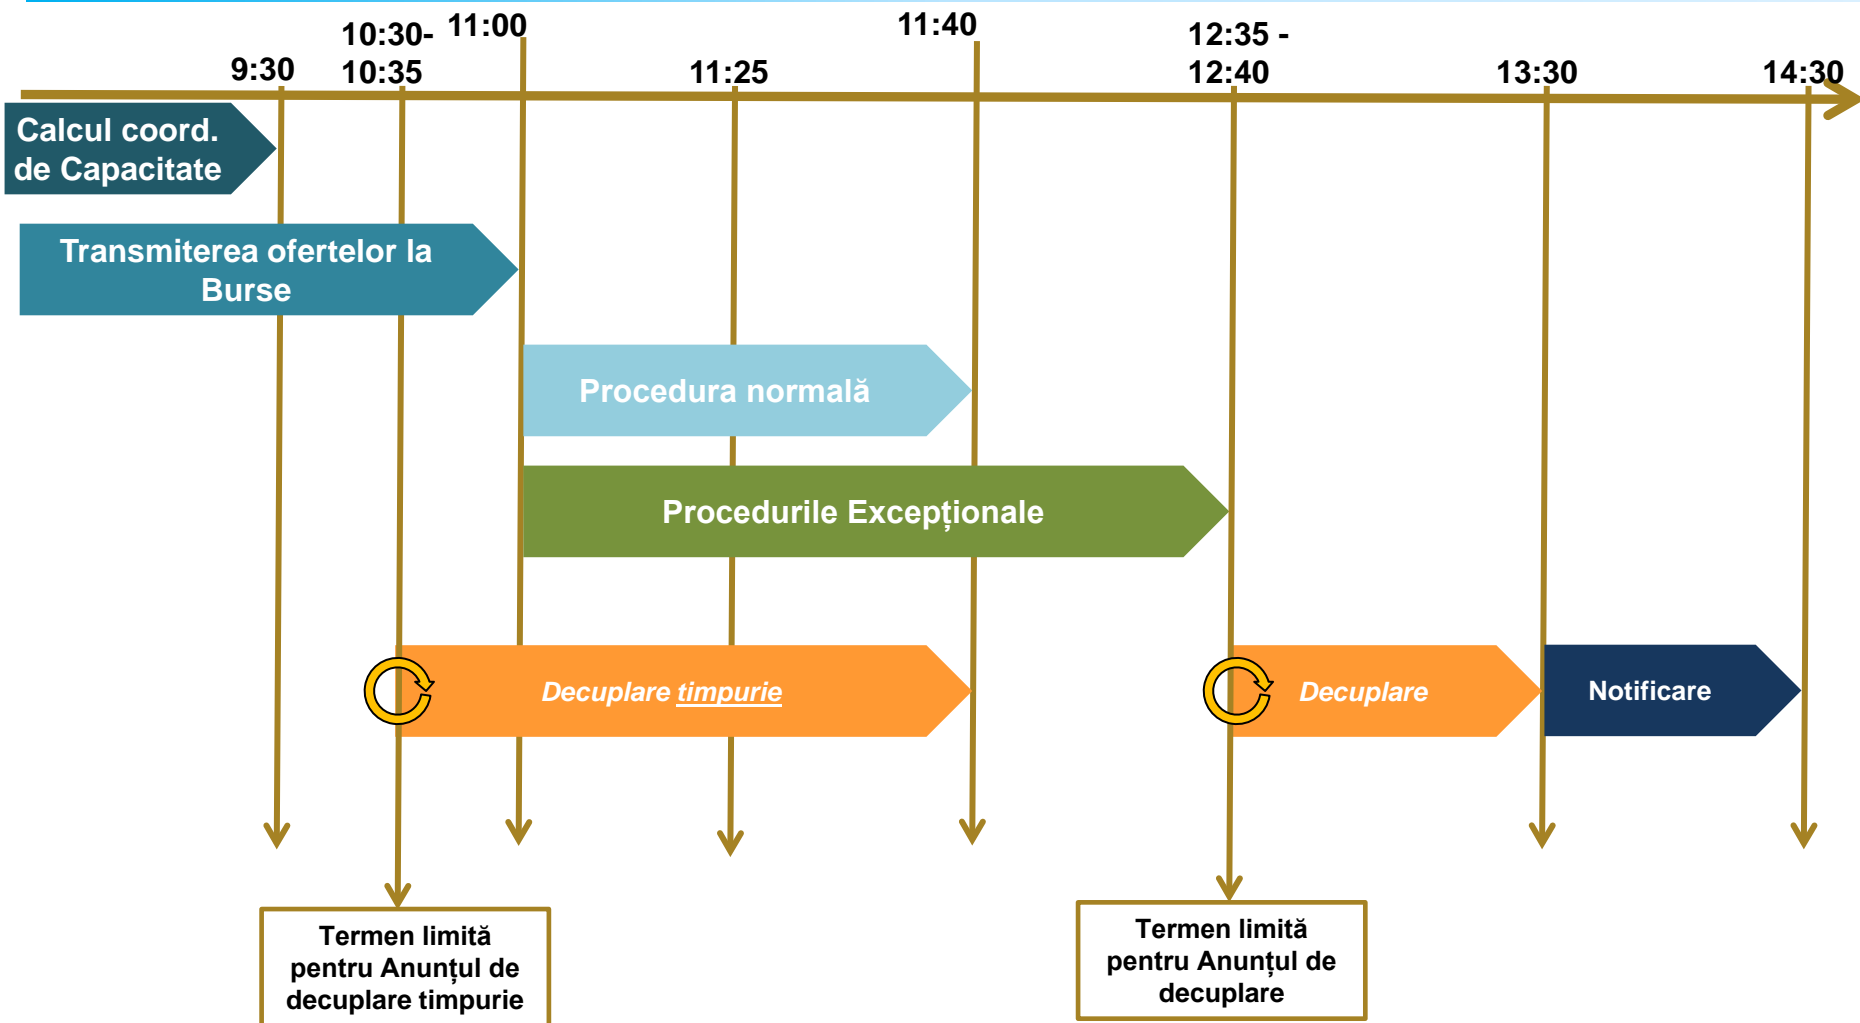 10:30-
10:35
11:00
11:40
12:35 -
12:40
9:30
11:25
13:30
14:30
Calcul coord.
de Capacitate
Transmiterea ofertelor la
Burse
Procedura normală
Procedurile Excepționale
Decuplare timpurie
Decuplare
Notificare
Termen limită
pentru Anunțul de
decuplare timpurie
Termen limită
pentru Anunțul de
decuplare